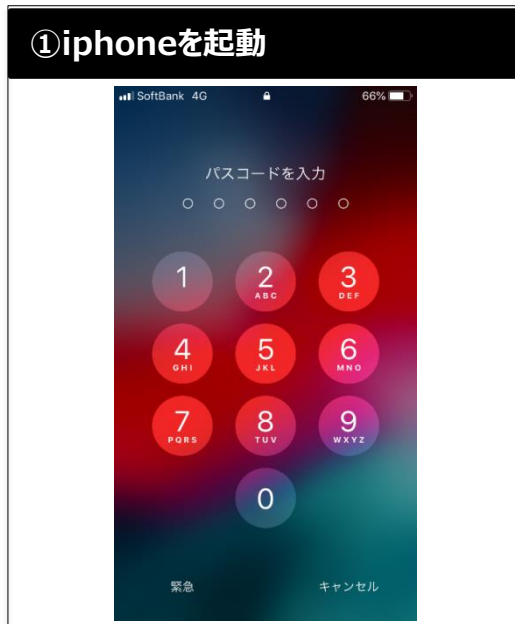 ①iphoneを起動
SoftBank 4G 66%
パスコードを入力
1 2 3
ABC DEF
4 5 6
GHI JKL MNO
7 8 9
PQRS TUV WXYZ
0
緊急 キャンセル